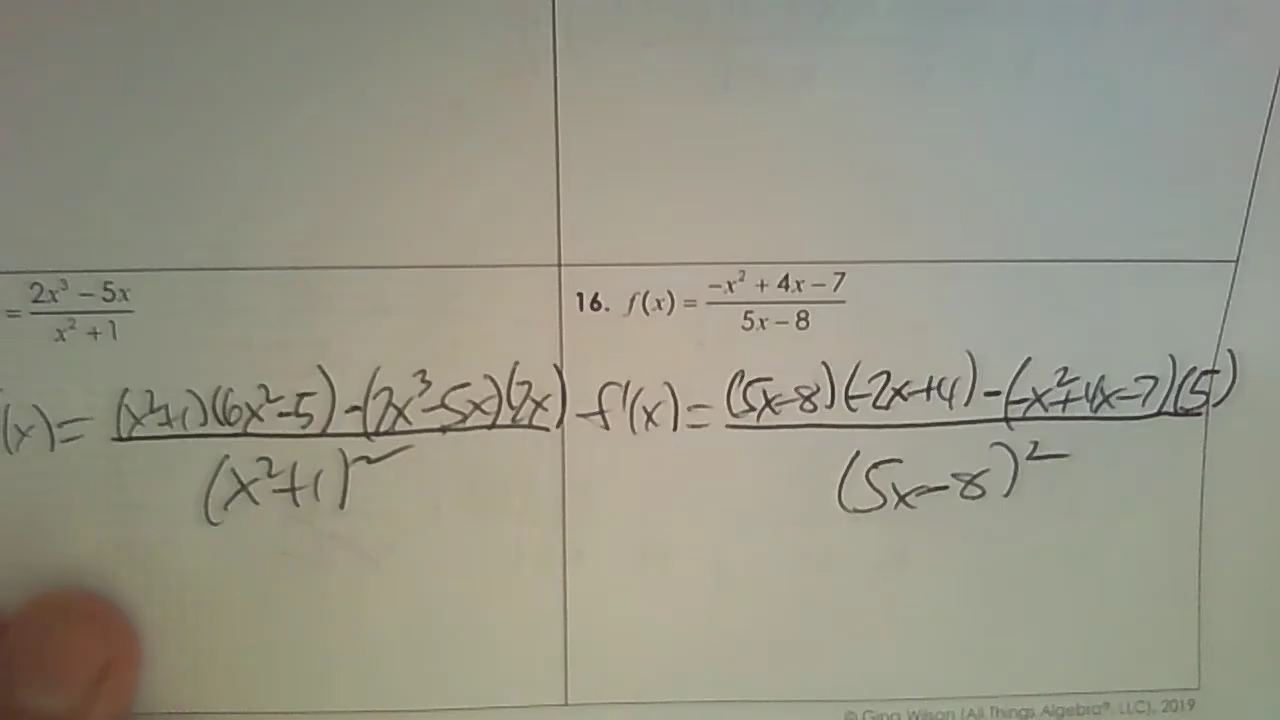 = 2x³ − 5x / x² + 1
(x) = (x²+1)(6x²−5) − (2x³−5x)(2x) / (x²+1)²
16. f(x) = −x² + 4x − 7 / 5x − 8
f'(x) = (5x−8)(−2x+4) − (−x²+4x−7)(5) / (5x−8)²
© Gina Wilson (All Things Algebra®, LLC), 2019